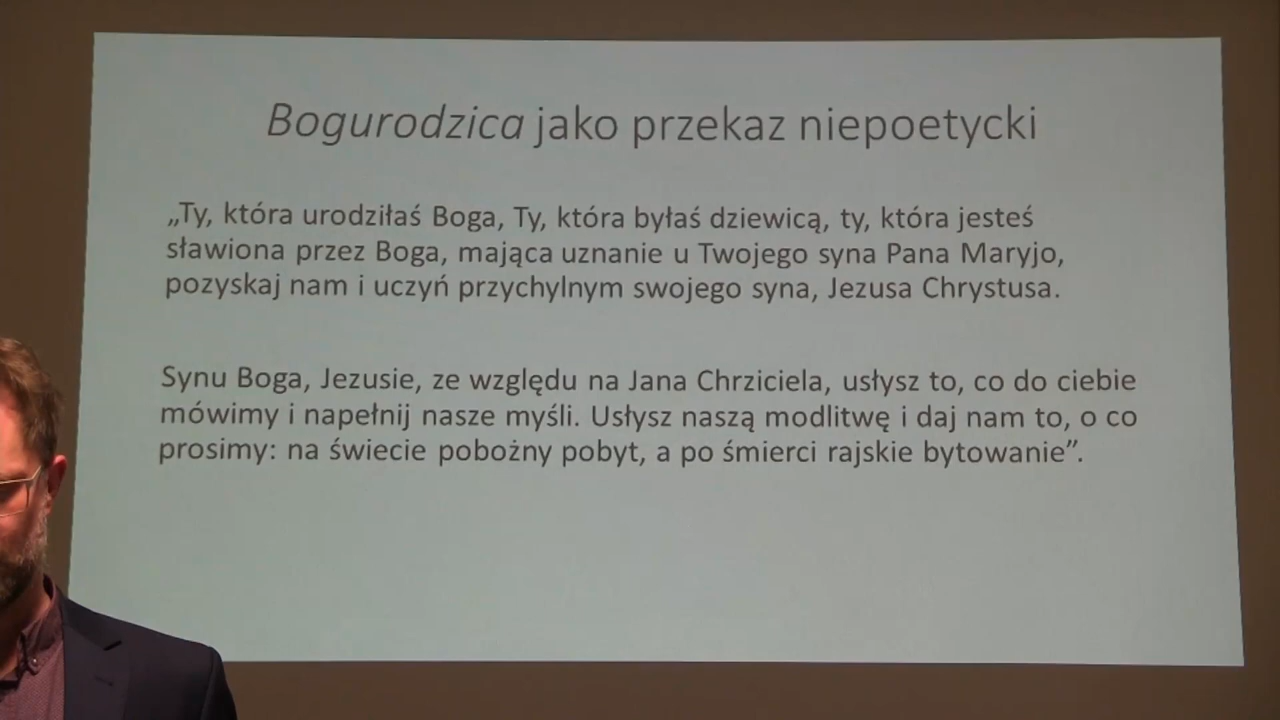 Bogurodzica jako przekaz niepoetycki
„Ty, która urodziłaś Boga, Ty, która byłaś dziewicą, ty, która jesteś
sławiona przez Boga, mająca uznanie u Twojego syna Pana Maryjo,
pozyskaj nam i uczyń przychylnym swojego syna, Jezusa Chrystusa.
Synu Boga, Jezusie, ze względu na Jana Chrziciela, usłysz to, co do ciebie
mówimy i napełnij nasze myśli. Usłysz naszą modlitwę i daj nam to, o co
prosimy: na świecie pobożny pobyt, a po śmierci rajskie bytowanie”.